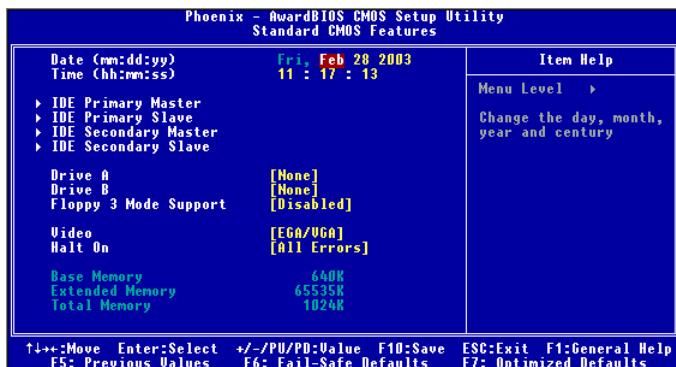 Phoenix - AwardBIOS CMOS Setup Utility
Standard CMOS Features
Date (mm:dd:yy) Fri, Feb 28 2003
Time (hh:mm:ss) 11 : 17 : 13
Item Help
Menu Level ▸
Change the day, month,
year and century
▸ IDE Primary Master
▸ IDE Primary Slave
▸ IDE Secondary Master
▸ IDE Secondary Slave
Drive A [None]
Drive B [None]
Floppy 3 Mode Support [Disabled]
Video [EGA/VGA]
Halt On [All Errors]
Base Memory 640K
Extended Memory 65535K
Total Memory 1024K
↑↓→←:Move Enter:Select +/-/PU/PD:Value F10:Save ESC:Exit F1:General Help
F5: Previous Values F6: Fail-Safe Defaults F7: Optimized Defaults